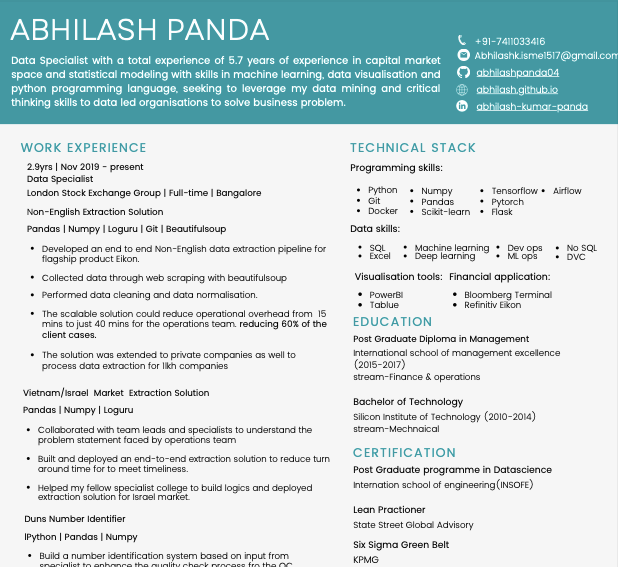 ABHILASH PANDA
Data Specialist with a total experience of 5.7 years of experience in capital market
space and statistical modeling with skills in machine learning, data visualisation and
python programming language, seeking to leverage my data mining and critical
thinking skills to data led organisations to solve business problem.
+91-7411033416
Abhilashk.isme1517@gmail.com
abhilashpanda04
abhilash.github.io
abhilash-kumar-panda
WORK EXPERIENCE
2.9yrs | Nov 2019 - present
Data Specialist
London Stock Exchange Group | Full-time | Bangalore
Non-English Extraction Solution
Pandas | Numpy | Loguru | Git | Beautifulsoup
• Developed an end to end Non-English data extraction pipeline for
flagship product Eikon.
• Collected data through web scraping with beautifulsoup
• Performed data cleaning and data normalisation.
• The scalable solution could reduce operational overhead from 15
mins to just 40 mins for the operations team. reducing 60% of the
client cases.
• The solution was extended to private companies as well to
process data extraction for 11kh companies
Vietnam/Israel Market Extraction Solution
Pandas | Numpy | Loguru
• Collaborated with team leads and specialists to understand the
problem statement faced by operations team
• Built and deployed an end-to-end extraction solution to reduce turn
around time for to meet timeliness.
• Helped my fellow specialist college to build logics and deployed
extraction solution for Israel market.
Duns Number Identifier
IPython | Pandas | Numpy
• Build a number identification system based on input from
specialist to enhance the quality check process fro the QC
TECHNICAL STACK
Programming skills:
• Python • Numpy • Tensorflow • Airflow
• Git • Pandas • Pytorch
• Docker • Scikit-learn • Flask
Data skills:
• SQL • Machine learning • Dev ops • No SQL
• Excel • Deep learning • ML ops • DVC
Visualisation tools: Financial application:
• PowerBI • Bloomberg Terminal
• Tablue • Refinitiv Eikon
EDUCATION
Post Graduate Diploma in Management
International school of management excellence
(2015-2017)
stream-Finance & operations
Bachelor of Technology
Silicon Institute of Technology (2010-2014)
stream-Mechnaical
CERTIFICATION
Post Graduate programme in Datascience
Internation school of engineering(INSOFE)
Lean Practioner
State Street Global Advisory
Six Sigma Green Belt
KPMG